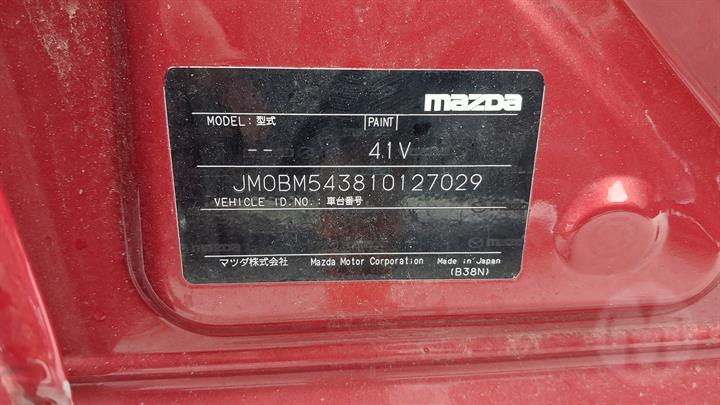 mazda
MODEL: 型式 PAINT
-- 41V
JM0BM543810127029
VEHICLE ID.NO.: 車台番号
マツダ株式会社 Mazda Motor Corporation Made in Japan
(B38N)